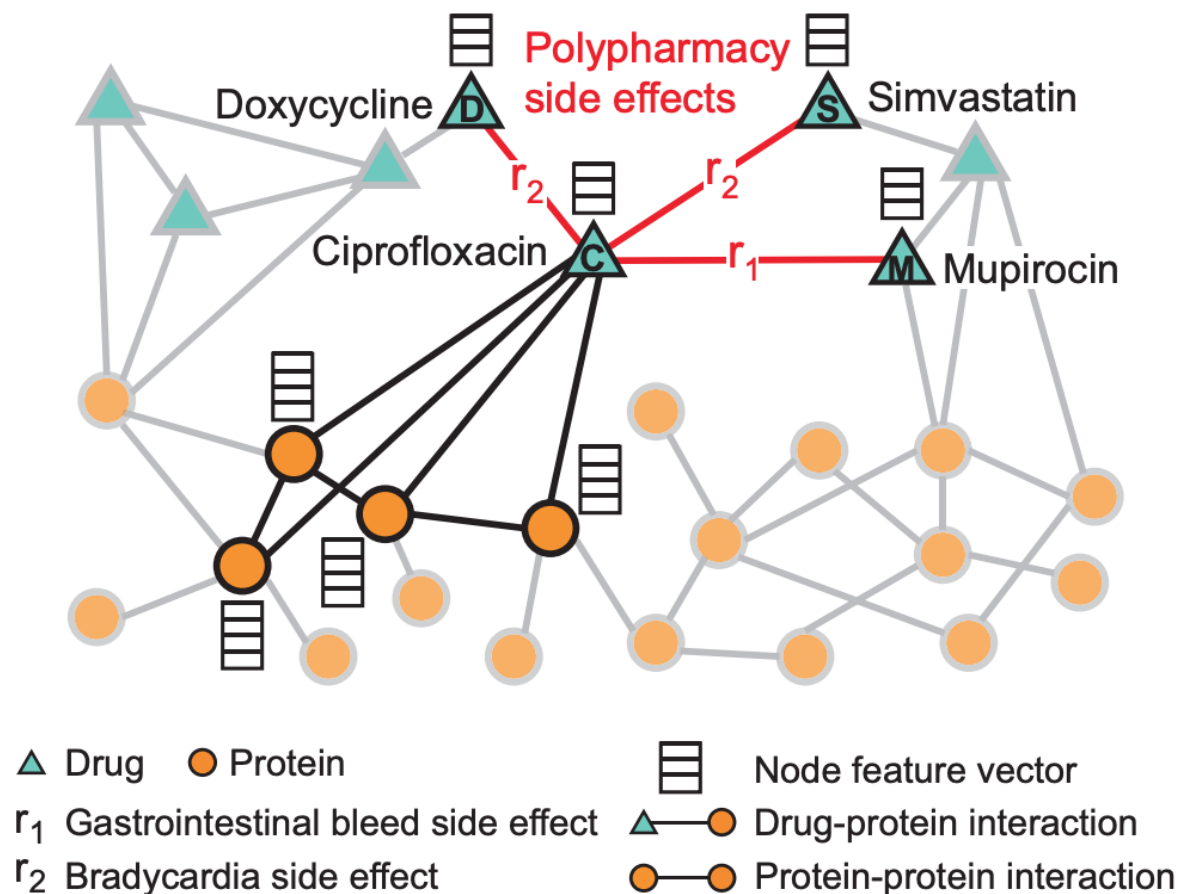 Polypharmacy
side effects
Doxycycline
D
S
Simvastatin
r2
r2
Ciprofloxacin
C
r1
M
Mupirocin
Drug
Protein
Node feature vector
r1 Gastrointestinal bleed side effect
Drug-protein interaction
r2 Bradycardia side effect
Protein-protein interaction